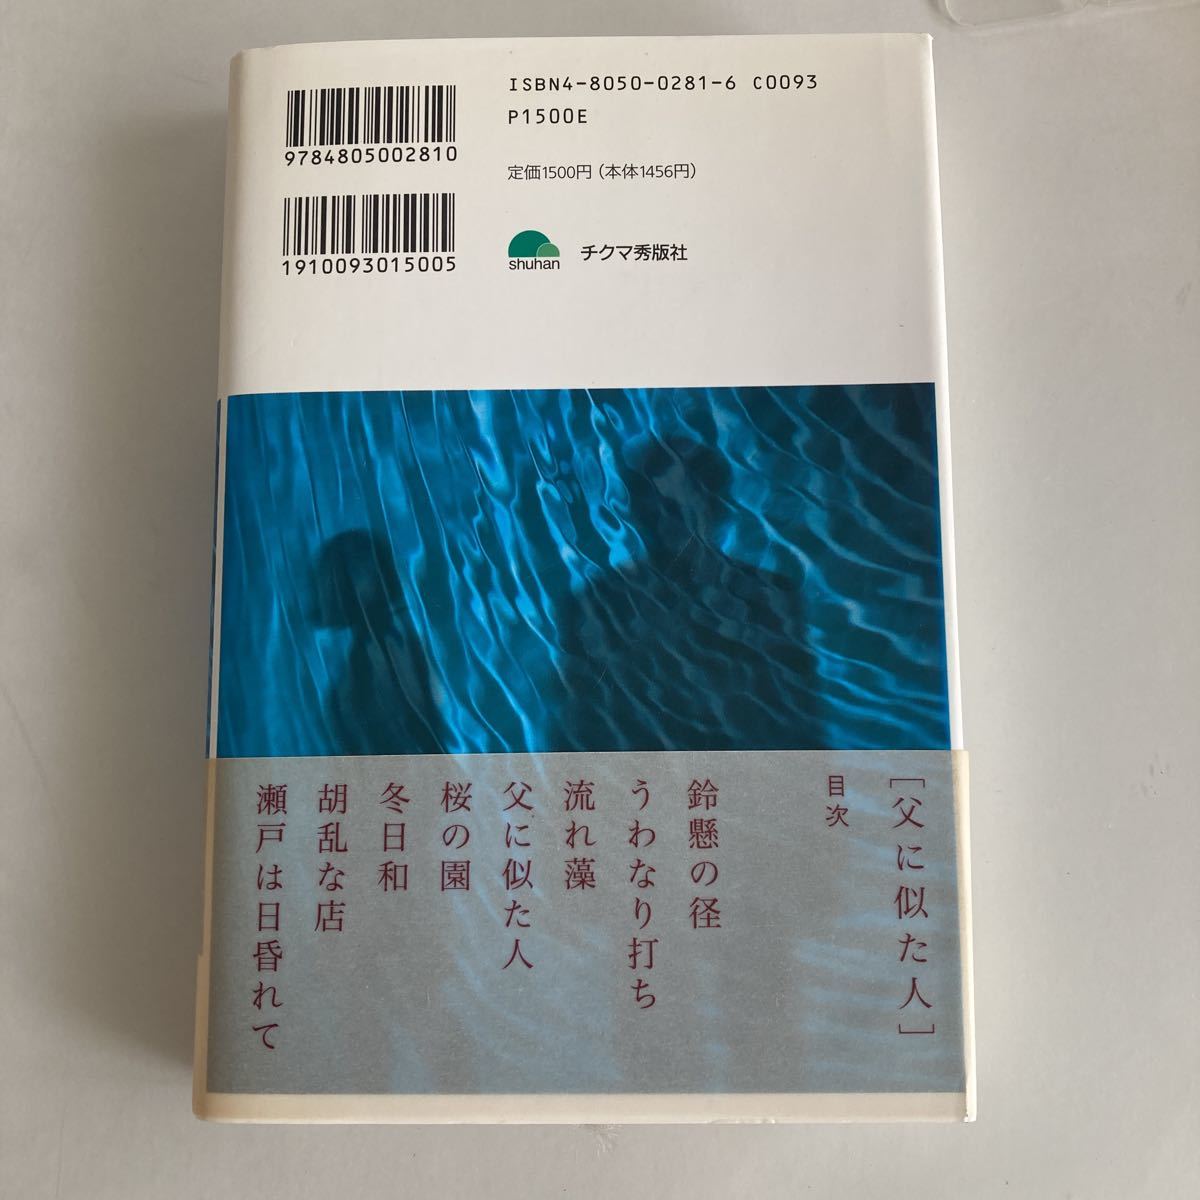 ISBN4-8050-0281-6 C0093
P1500E
9784805002810
定価1500円（本体1456円）
1910093015005
shuhan
チクマ秀版社
［父に似た人］
目次
鈴懸の径
うわなり打ち
流れ藻
父に似た人
桜の園
冬日和
胡乱な店
瀬戸は日昏れて